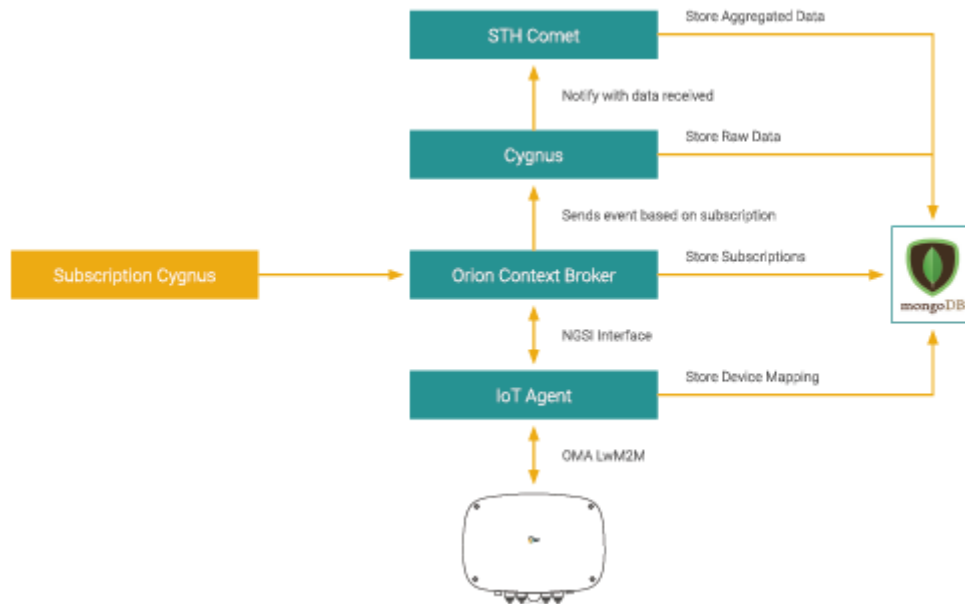 STH Comet
Store Aggregated Data
Notify with data received
Cygnus
Store Raw Data
Sends event based on subscription
Subscription Cygnus
Orion Context Broker
Store Subscriptions
mongoDB
NGSI Interface
IoT Agent
Store Device Mapping
OMA LwM2M